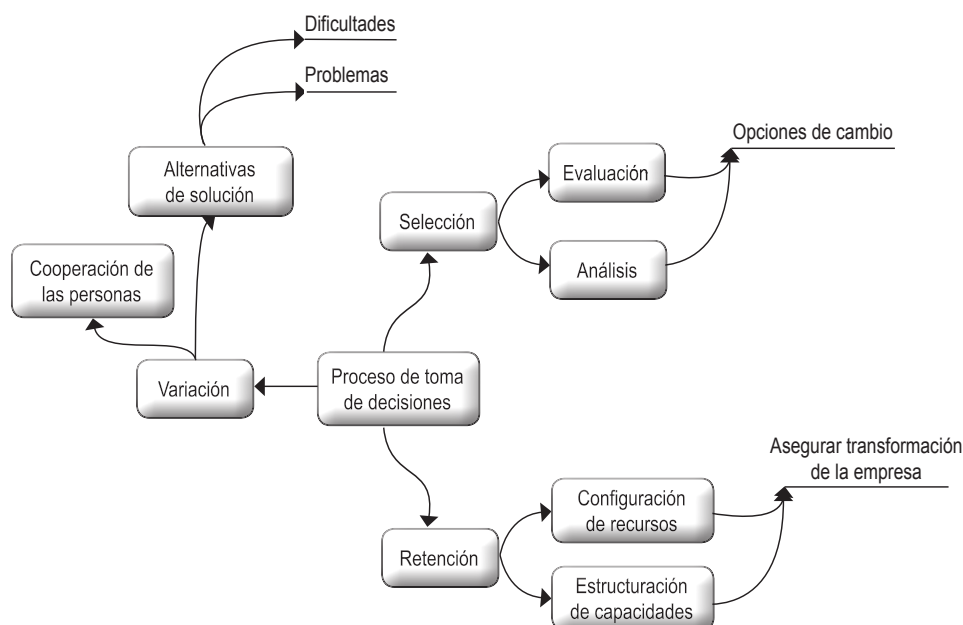 Dificultades
Problemas
Alternativas
de solución
Cooperación de
las personas
Variación
Proceso de toma
de decisiones
Selección
Evaluación
Análisis
Opciones de cambio
Retención
Configuración
de recursos
Estructuración
de capacidades
Asegurar transformación
de la empresa